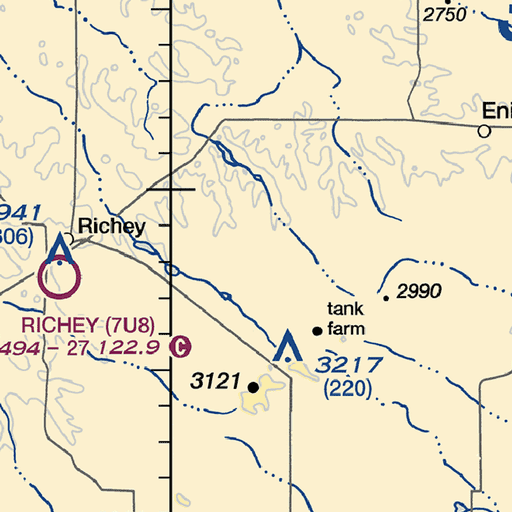 2750
Eni
941
Richey
306)
2990
tank
farm
RICHEY (7U8)
494 - 27 122.9 C
3217
(220)
3121